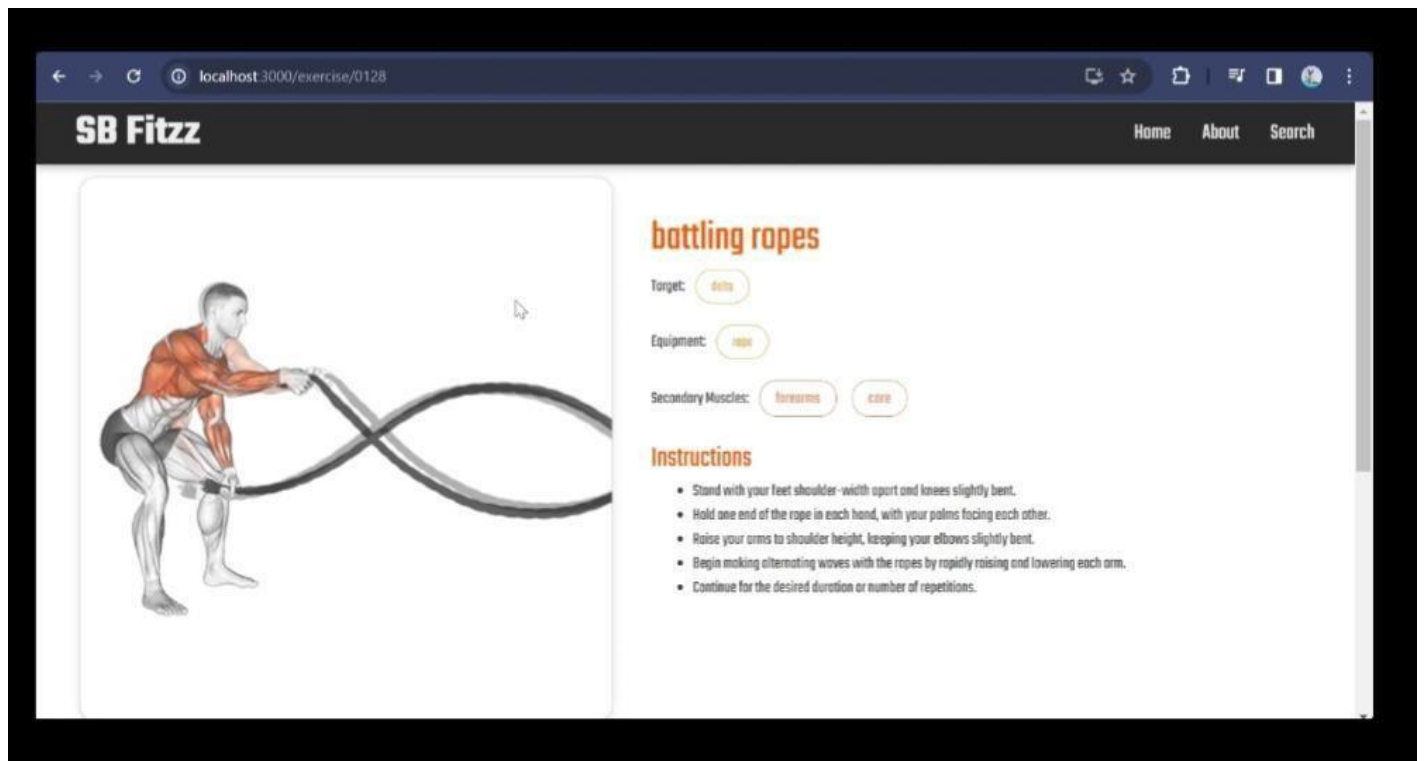 localhost:3000/exercise/0128
SB Fitzz
Home About Search
battling ropes
Target: delts
Equipment: rope
Secondary Muscles: forearms core
Instructions
• Stand with your feet shoulder-width apart and knees slightly bent.
• Hold one end of the rope in each hand, with your palms facing each other.
• Raise your arms to shoulder height, keeping your elbows slightly bent.
• Begin making alternating waves with the ropes by rapidly raising and lowering each arm.
• Continue for the desired duration or number of repetitions.